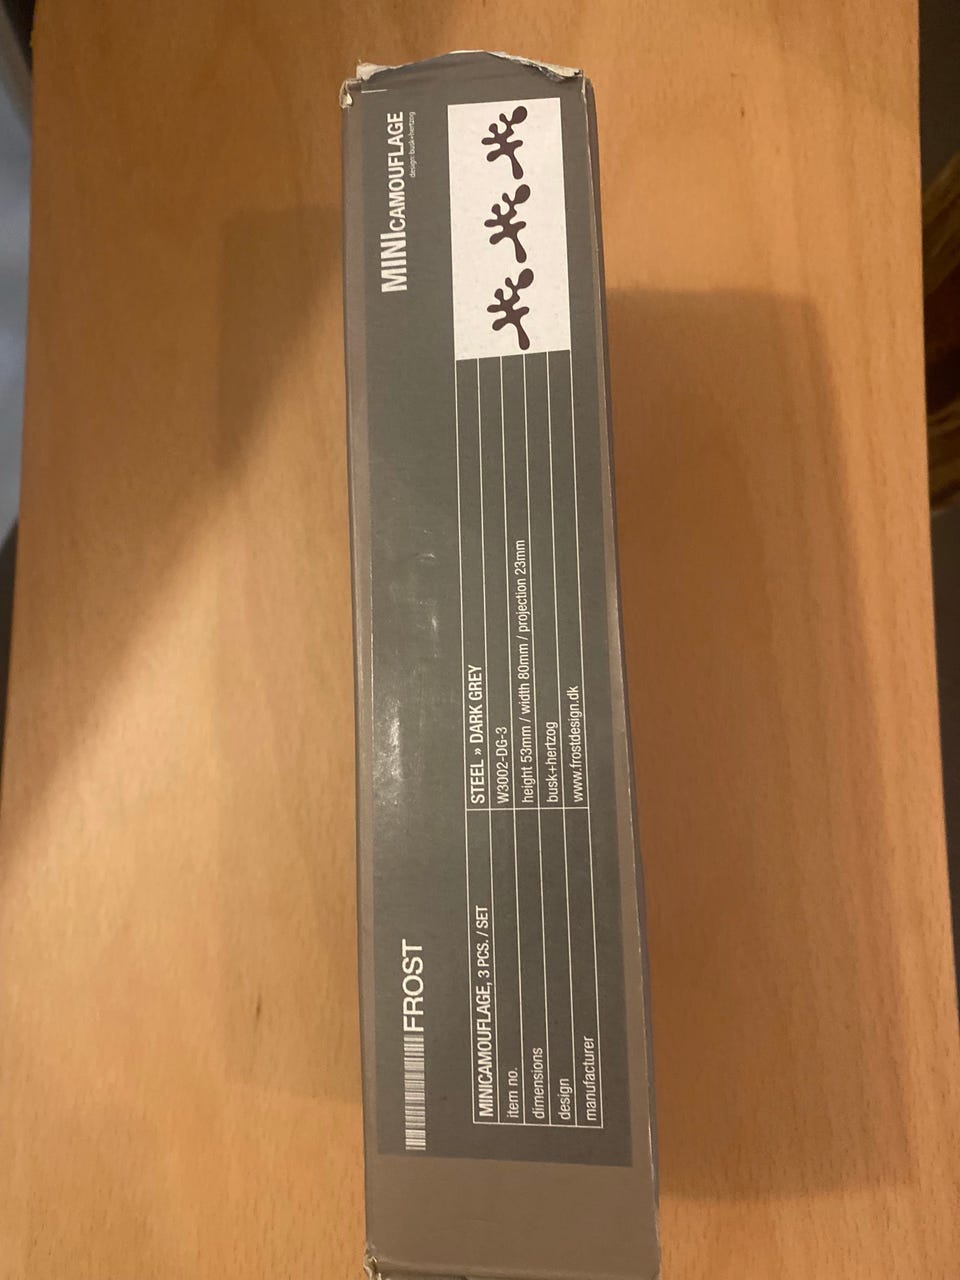 FROST
MINICAMOUFLAGE
design: busk+hertzog
MINICAMOUFLAGE, 3 PCS. / SET STEEL » DARK GREY
item no. W3002-DG-3
dimensions height 53mm / width 80mm / projection 23mm
design busk+hertzog
manufacturer www.frostdesign.dk